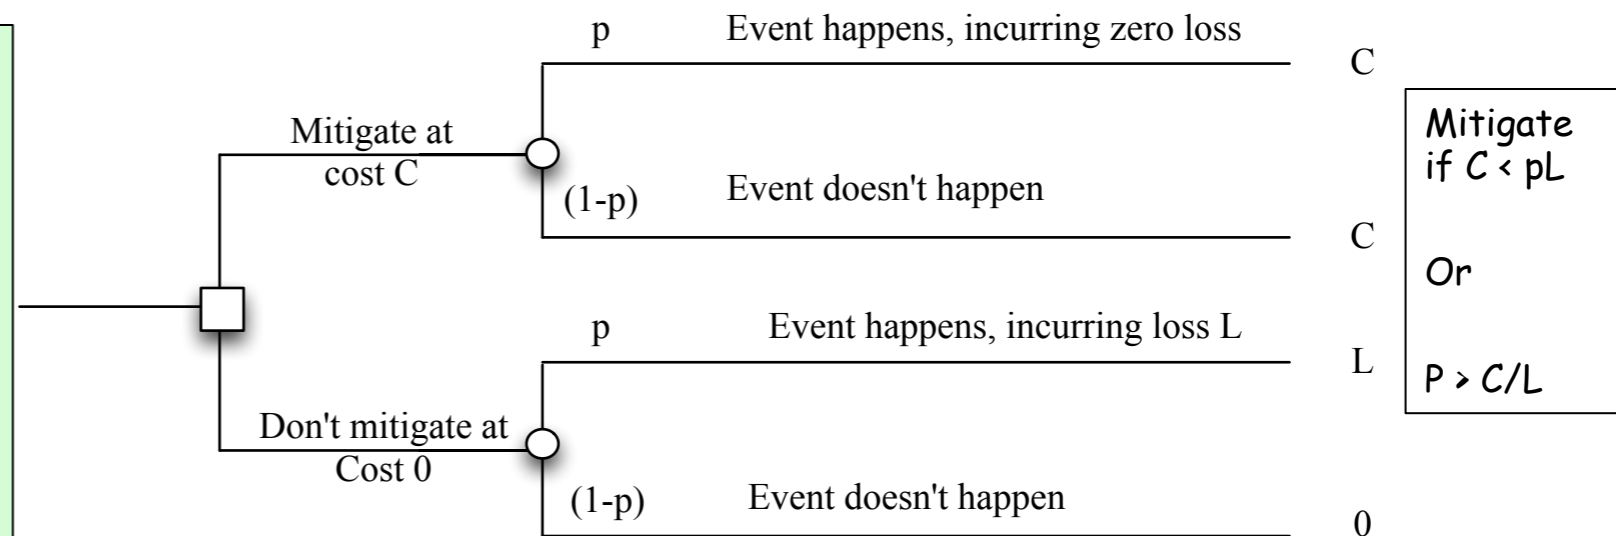 p
Event happens, incurring zero loss
C
Mitigate at
cost C
(1-p)
Event doesn't happen
C
p
Event happens, incurring loss L
L
Don't mitigate at
Cost 0
(1-p)
Event doesn't happen
0
Mitigate
if C < pL
Or
P > C/L